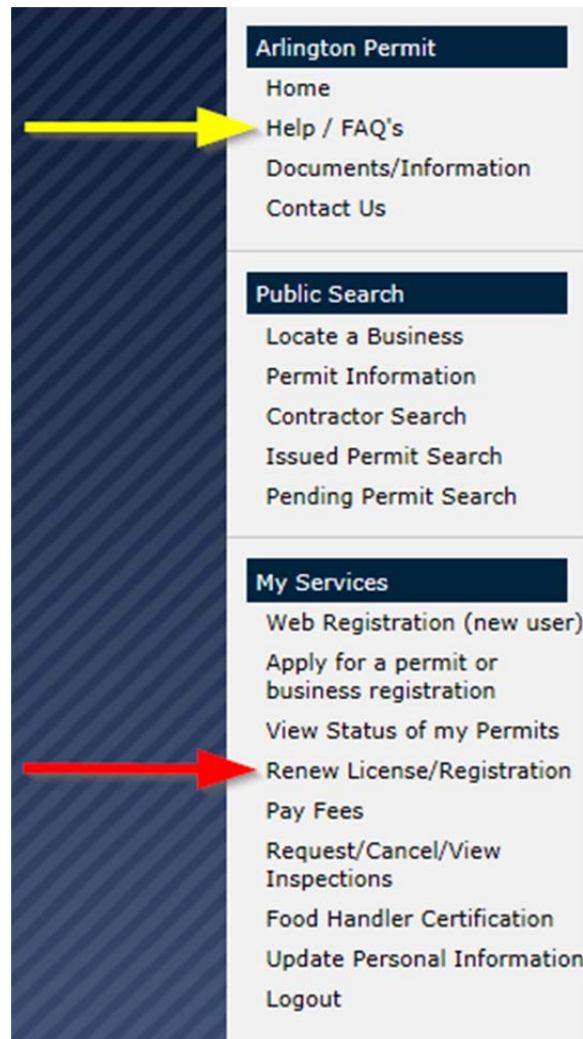 Arlington Permit
Home
Help / FAQ's
Documents/Information
Contact Us
Public Search
Locate a Business
Permit Information
Contractor Search
Issued Permit Search
Pending Permit Search
My Services
Web Registration (new user)
Apply for a permit or
business registration
View Status of my Permits
Renew License/Registration
Pay Fees
Request/Cancel/View
Inspections
Food Handler Certification
Update Personal Information
Logout